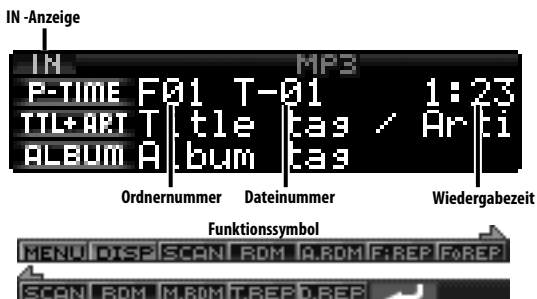 IN -Anzeige
IN MP3
P-TIME F01 T-01 1:23
TTL+ART Title tag / Arti
ALBUM Album tag
Ordnernummer Dateinummer Wiedergabezeit
Funktionssymbol
MENU DISP SCAN RDM A.RDM F:REP FoREP
SCAN RDM M.RDM T.REP D.REP